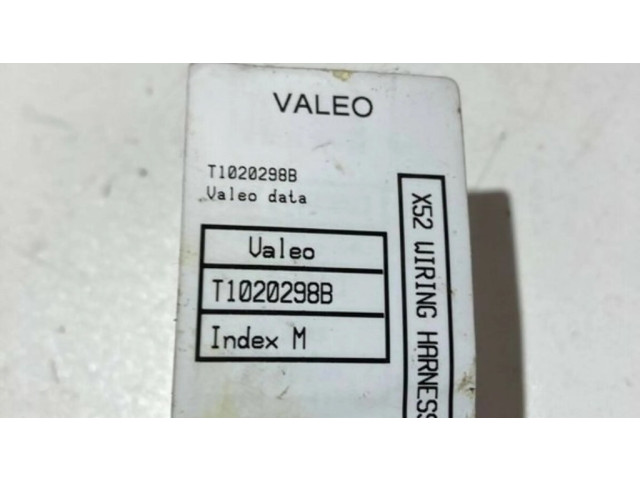 VALEO
T1020298B
Valeo data
Valeo
T1020298B
Index M
X52 WIRING HARNESS